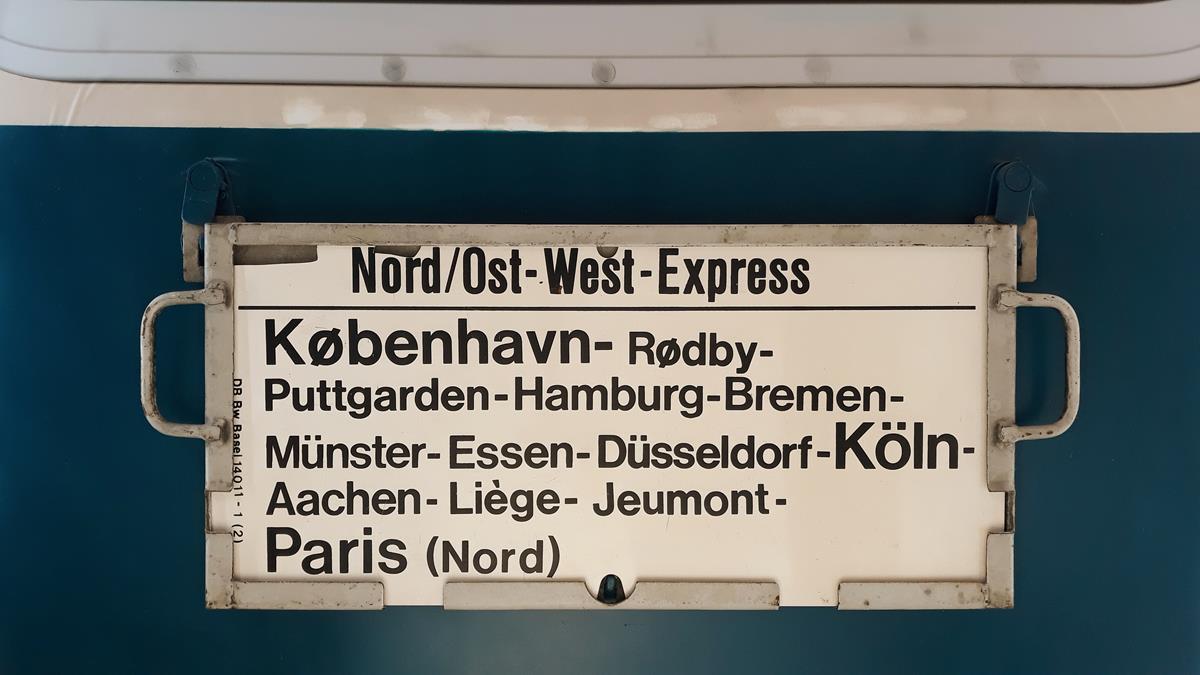 Nord/Ost-West-Express
København- Rødby-
Puttgarden-Hamburg-Bremen-
Münster-Essen-Düsseldorf-Köln-
Aachen-Liège-Jeumont-
Paris (Nord)
DB Bw Basel 14011-1 (2)